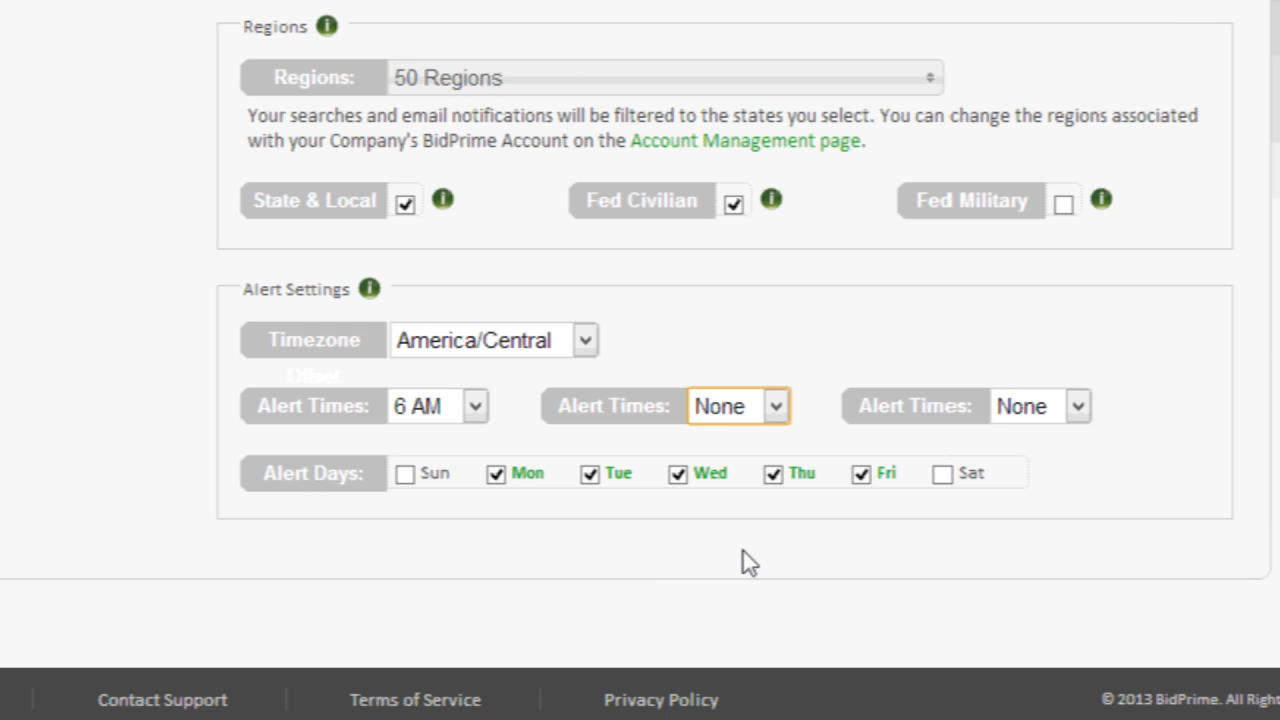 Regions
Regions: 50 Regions
Your searches and email notifications will be filtered to the states you select. You can change the regions associated
with your Company's BidPrime Account on the Account Management page.
State & Local Fed Civilian Fed Military
Alert Settings
Timezone America/Central
Offset
Alert Times: 6 AM Alert Times: None Alert Times: None
Alert Days: Sun Mon Tue Wed Thu Fri Sat
Contact Support Terms of Service Privacy Policy © 2013 BidPrime. All Right